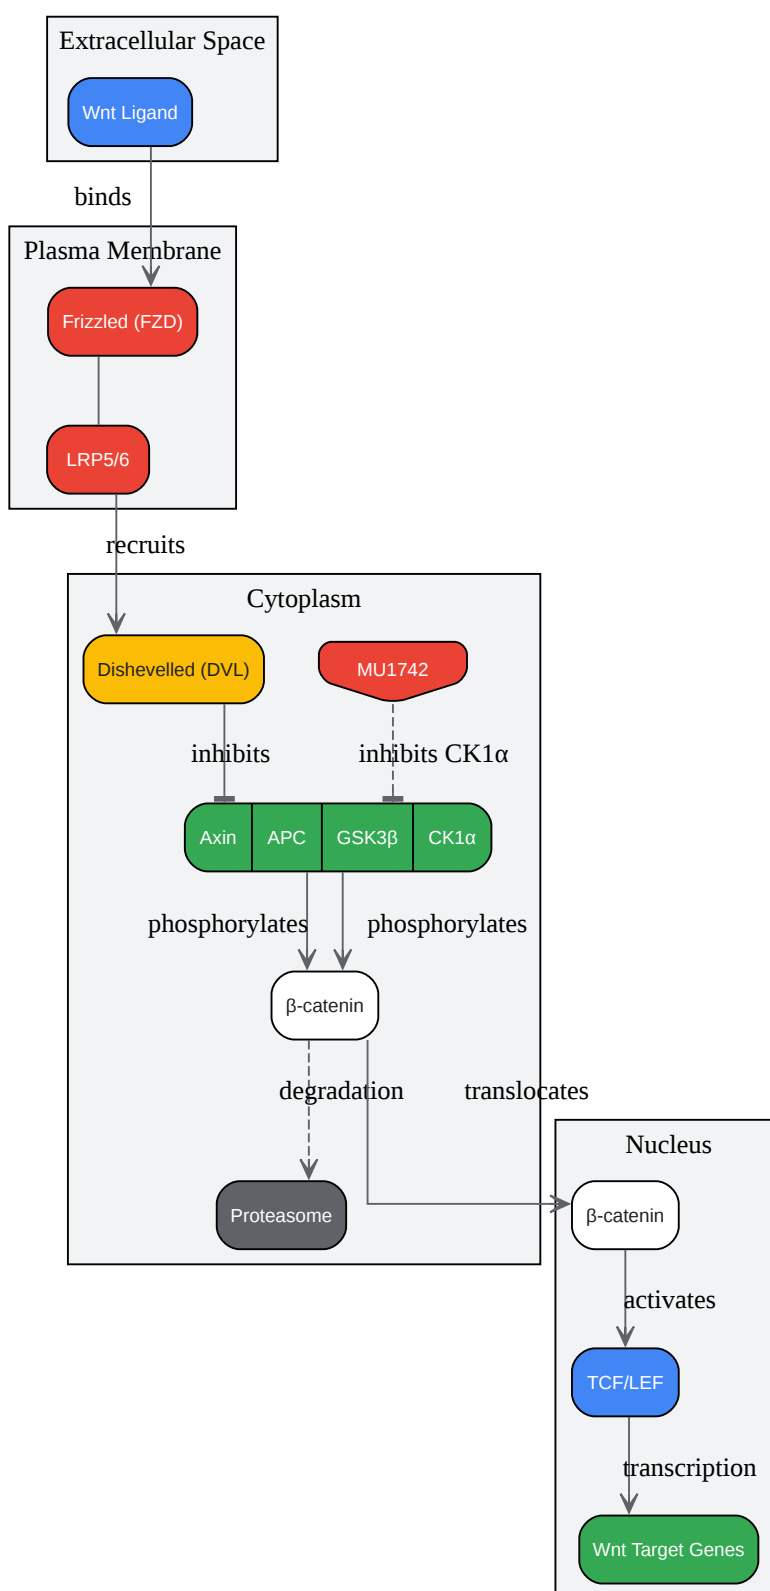 Extracellular Space
Wnt Ligand
binds
Plasma Membrane
Frizzled (FZD)
LRP5/6
recruits
Cytoplasm
Dishevelled (DVL)
MU1742
inhibits
inhibits CK1α
Axin
APC
GSK3β
CK1α
phosphorylates
phosphorylates
β-catenin
degradation
translocates
Nucleus
Proteasome
β-catenin
activates
TCF/LEF
transcription
Wnt Target Genes